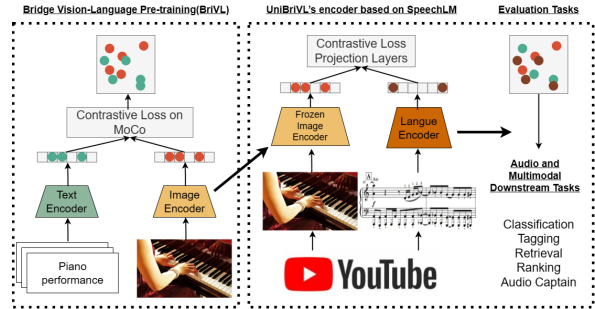 Bridge Vision-Language Pre-training(BriVL)
UniBriVL's encoder based on SpeechLM
Evaluation Tasks
Contrastive Loss on
MoCo
Text
Encoder
Image
Encoder
Piano
performance
Contrastive Loss
Projection Layers
Frozen
Image
Encoder
Langue
Encoder
YouTube
Audio and
Multimodal
Downstream Tasks
Classification
Tagging
Retrieval
Ranking
Audio Captain